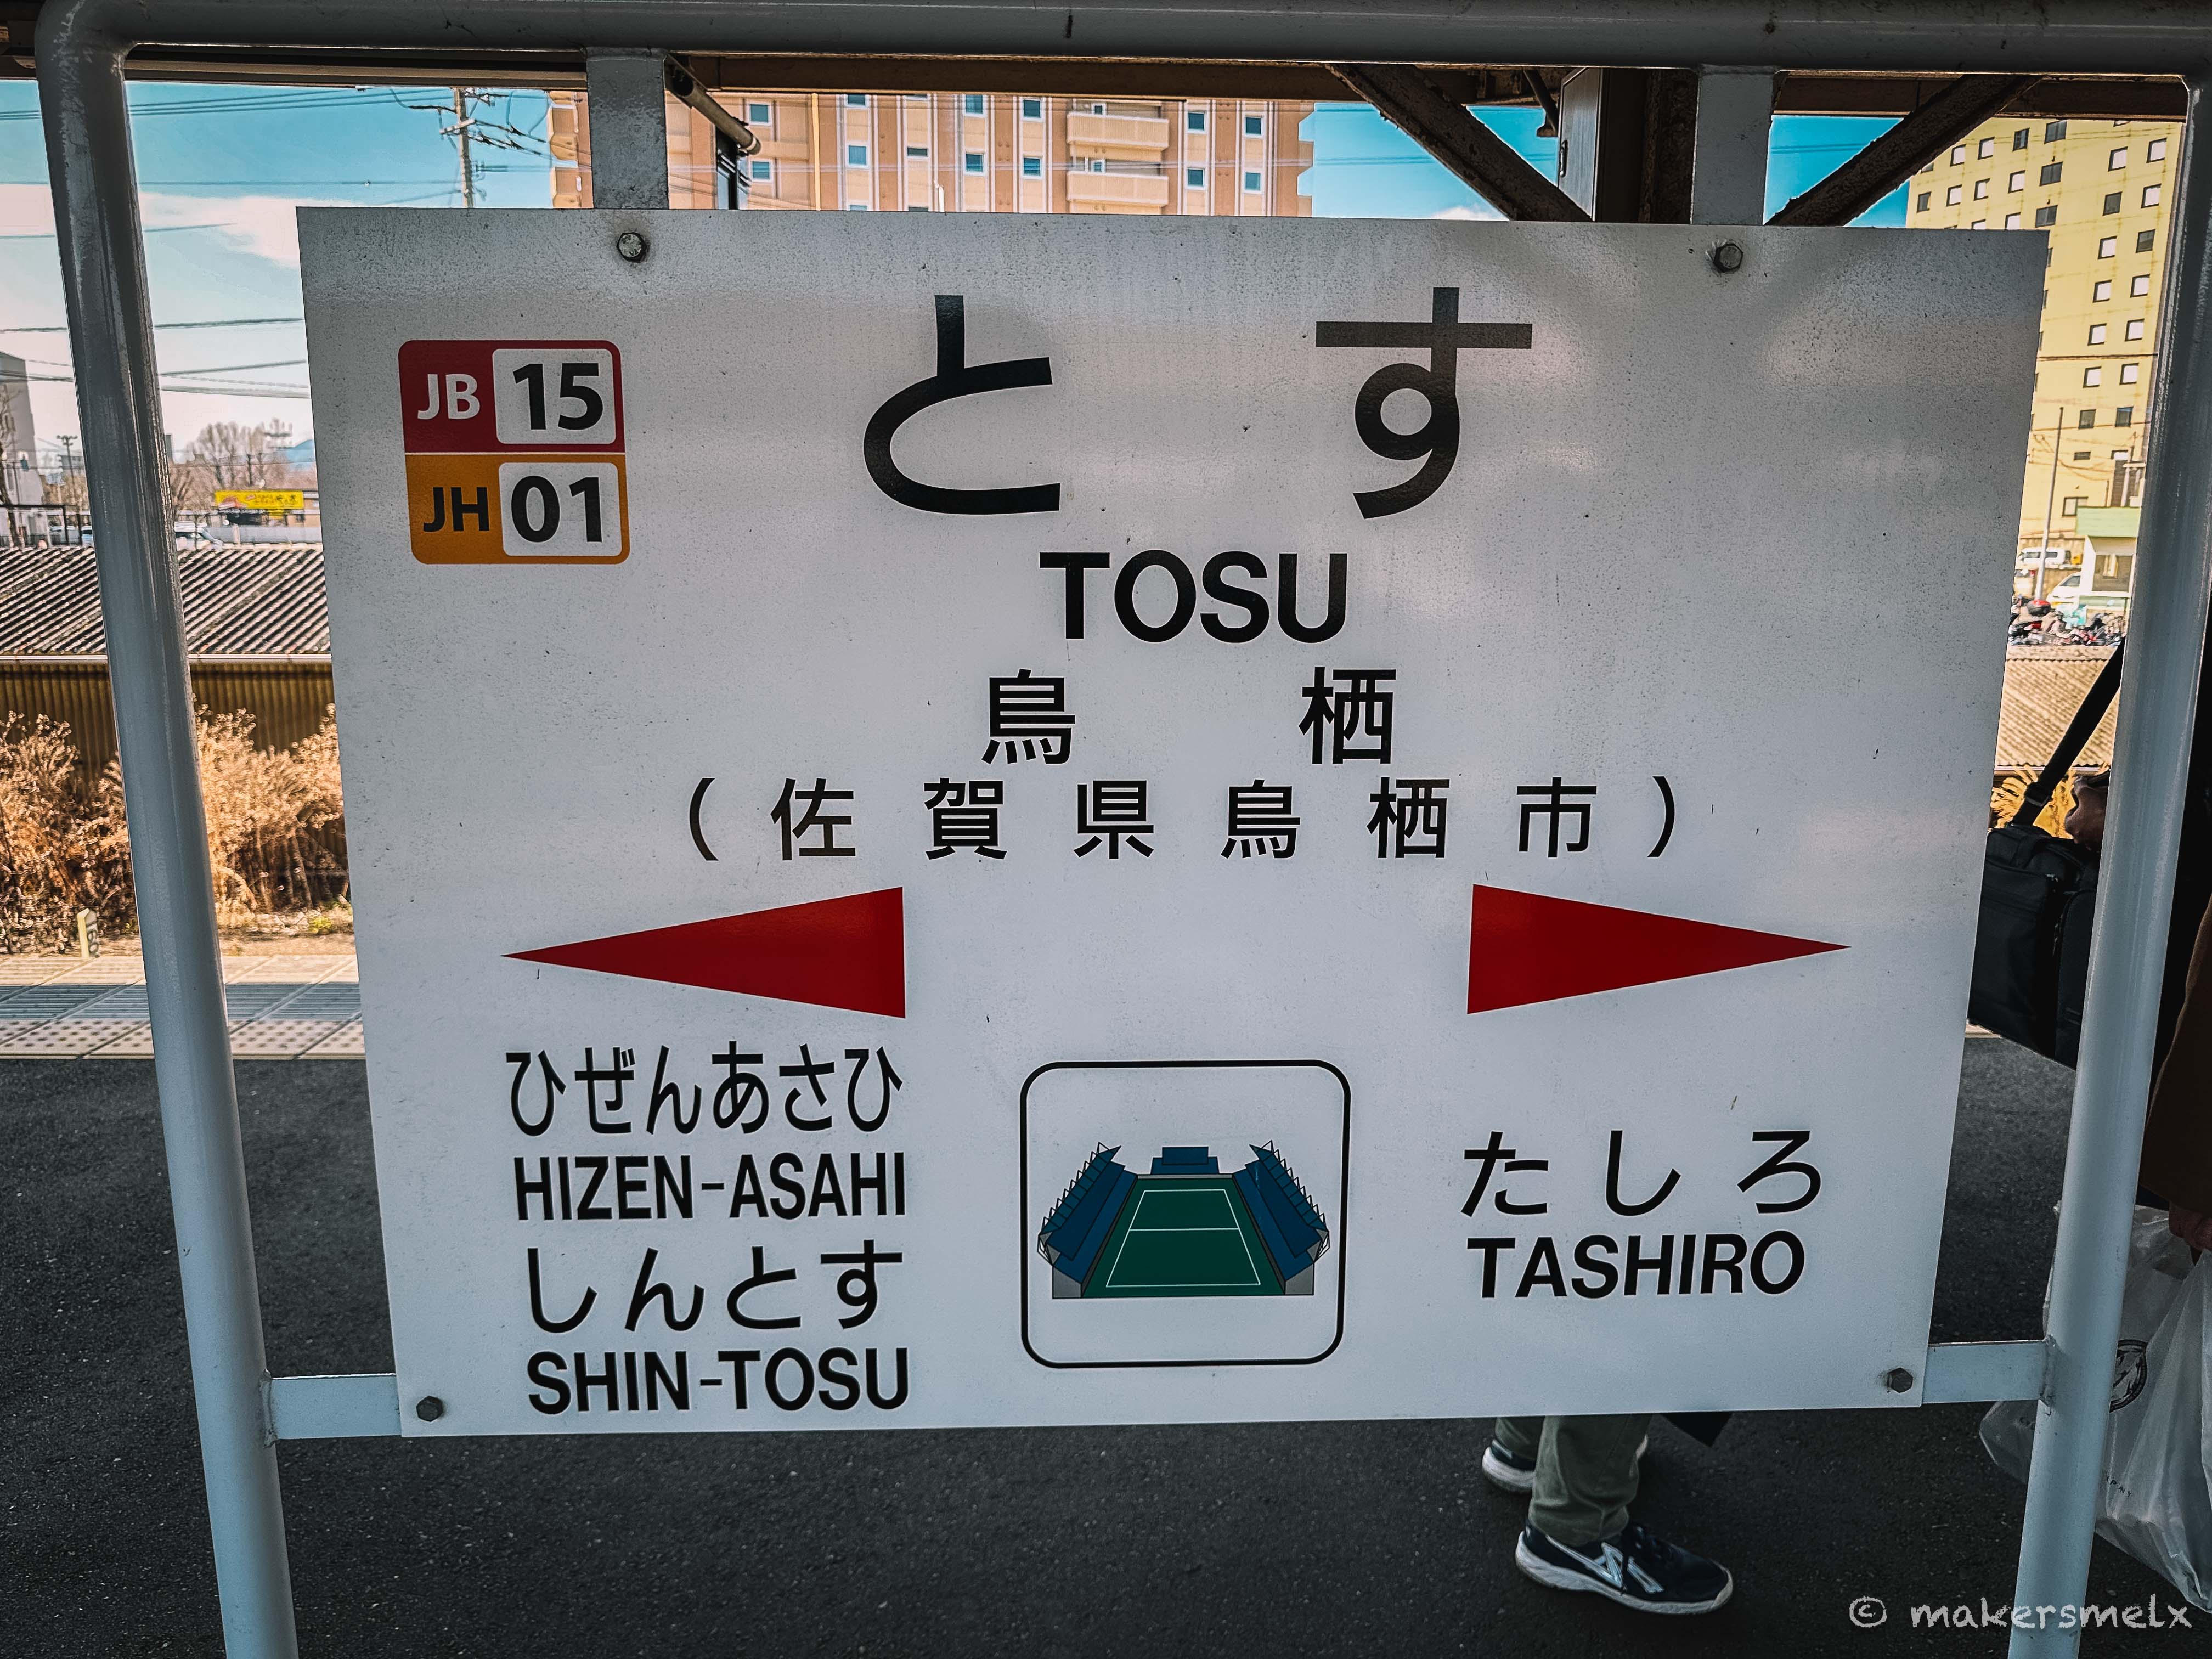 JB 15
JH 01
とす
TOSU
鳥栖
(佐賀県鳥栖市)
ひぜんあさひ
HIZEN-ASAHI
しんとす
SHIN-TOSU
たしろ
TASHIRO
© makersmelx